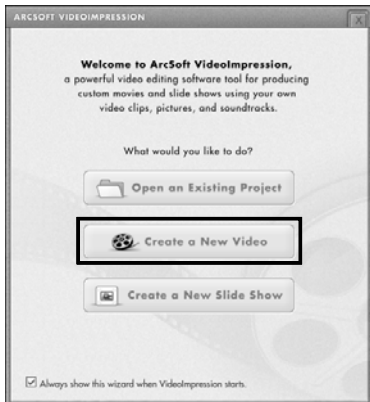 ARCSOFT VIDEOIMPRESSION
X
Welcome to ArcSoft VideoImpression,
a powerful video editing software tool for producing
custom movies and slide shows using your own
video clips, pictures, and soundtracks.
What would you like to do?
Open an Existing Project
Create a New Video
Create a New Slide Show
Always show this wizard when VideoImpression starts.